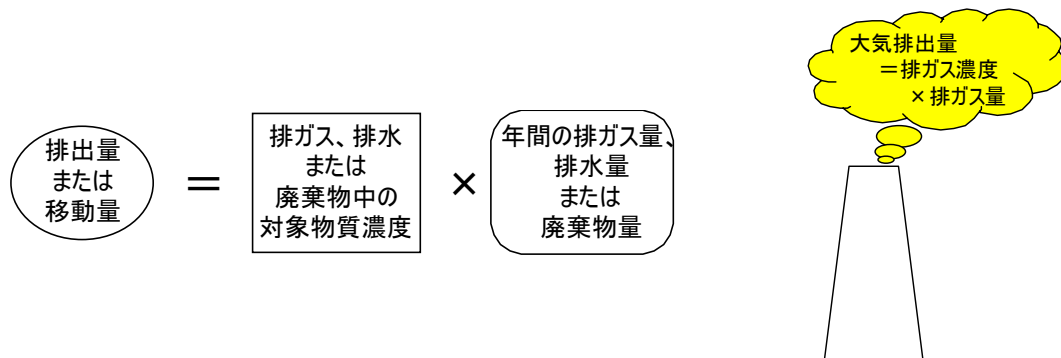 排出量
または
移動量
＝
排ガス、排水
または
廃棄物中の
対象物質濃度
×
年間の排ガス量、
排水量
または
廃棄物量
大気排出量
＝排ガス濃度
×排ガス量